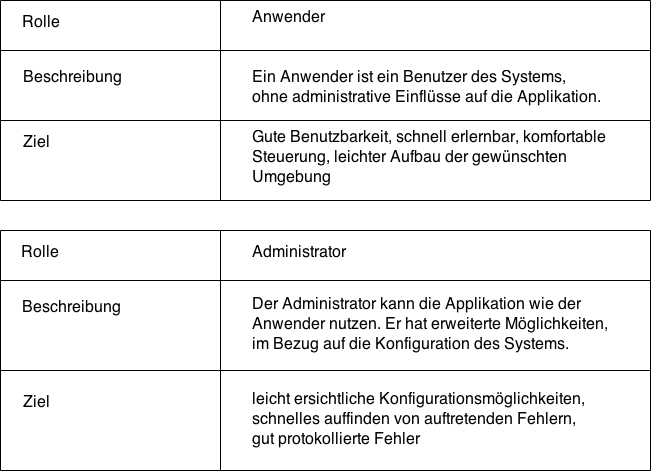 Rolle
Anwender
Beschreibung
Ein Anwender ist ein Benutzer des Systems,
ohne administrative Einflüsse auf die Applikation.
Ziel
Gute Benutzbarkeit, schnell erlernbar, komfortable
Steuerung, leichter Aufbau der gewünschten
Umgebung
Rolle
Administrator
Beschreibung
Der Administrator kann die Applikation wie der
Anwender nutzen. Er hat erweiterte Möglichkeiten,
im Bezug auf die Konfiguration des Systems.
Ziel
leicht ersichtliche Konfigurationsmöglichkeiten,
schnelles auffinden von auftretenden Fehlern,
gut protokollierte Fehler